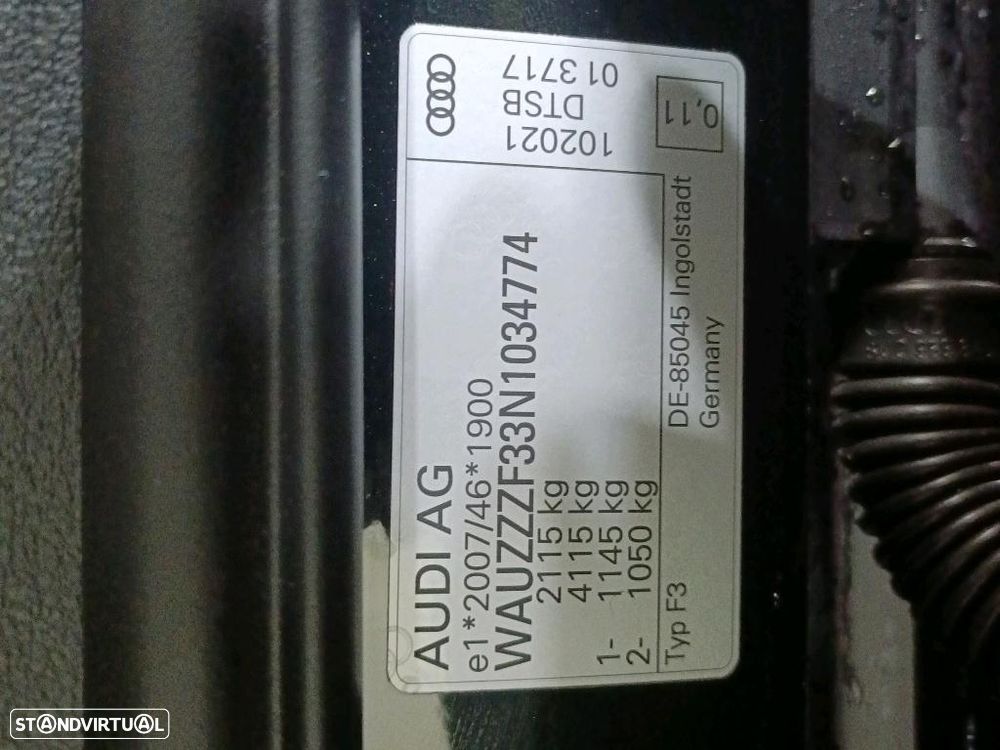 AUDI AG
e1*2007/46*1900
WAUZZZF33N1034774
2115 kg
4115 kg
1- 1145 kg
2- 1050 kg
Typ F3
DE-85045 Ingolstadt
Germany
102021
DTSB
01 3717
0,11
STANDVIRTUAL